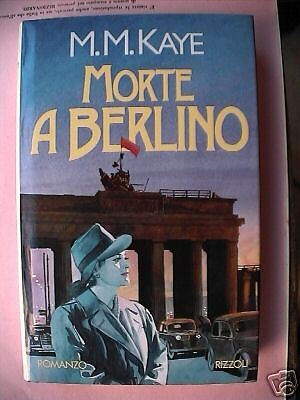 M.M. KAYE
MORTE
A BERLINO
ROMANZO
RIZZOLI